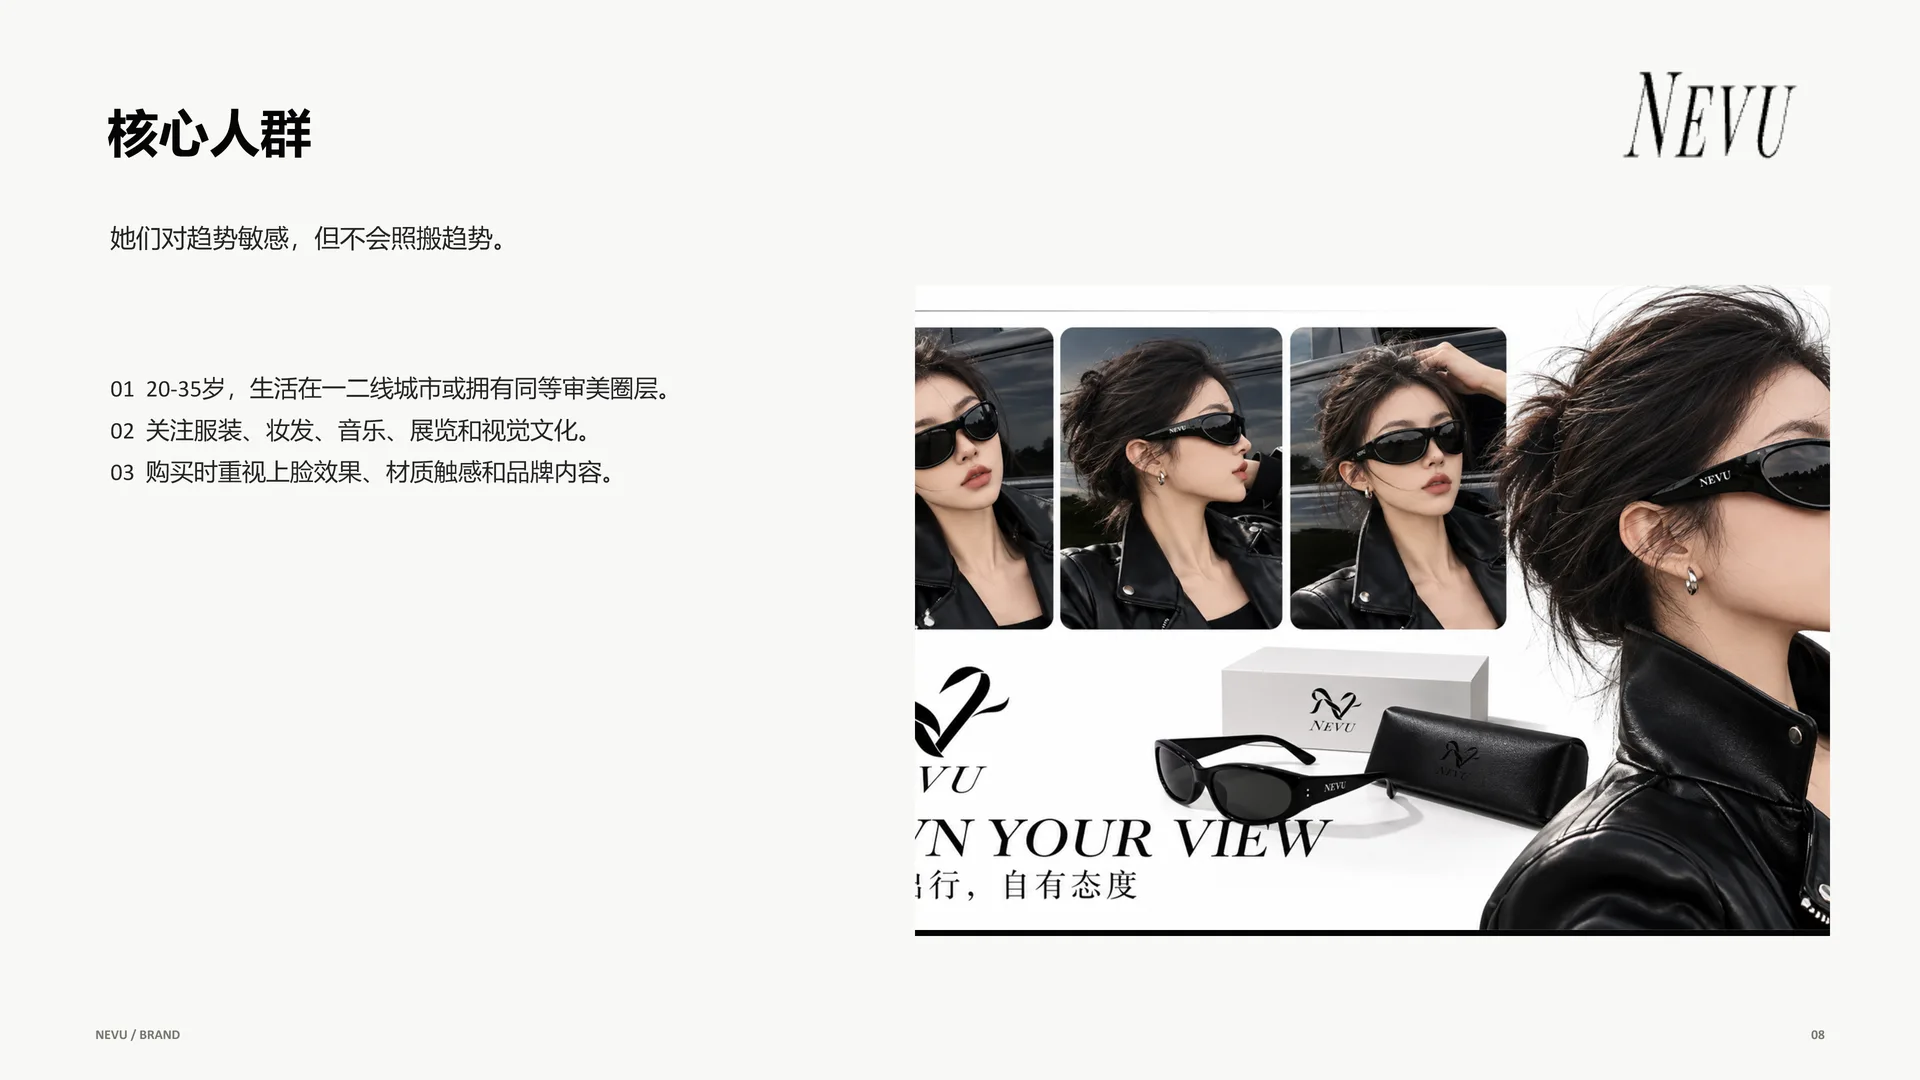 核心人群
NEVU
她们对趋势敏感，但不会照搬趋势。
01 20-35岁，生活在一二线城市或拥有同等审美圈层。
02 关注服装、妆发、音乐、展览和视觉文化。
03 购买时重视上脸效果、材质触感和品牌内容。
NEVU
NEVU
NEVU
NEVU
NEVU
VU
N YOUR VIEW
行，自有态度
NEVU / BRAND
08